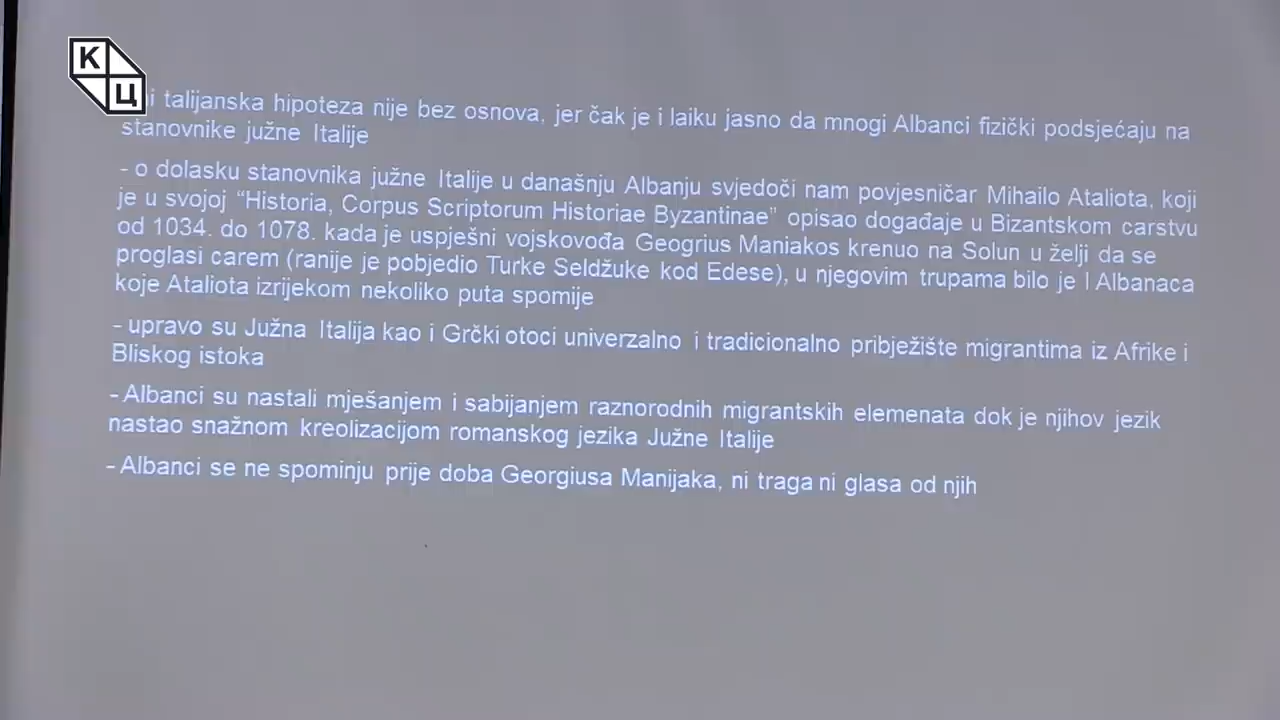 К
Ц
i talijanska hipoteza nije bez osnova, jer čak je i laiku jasno da mnogi Albanci fizički podsjećaju na
stanovnike južne Italije
- o dolasku stanovnika južne Italije u današnju Albanju svjedoči nam povjesničar Mihailo Ataliota, koji
je u svojoj “Historia, Corpus Scriptorum Historiae Byzantinae” opisao događaje u Bizantskom carstvu
od 1034. do 1078. kada je uspješni vojskovođa Geogrius Maniakos krenuo na Solun u želji da se
proglasi carem (ranije je pobjedio Turke Seldžuke kod Edese), u njegovim trupama bilo je I Albanaca
koje Ataliota izrijekom nekoliko puta spomije
- upravo su Južna Italija kao i Grčki otoci univerzalno i tradicionalno pribježište migrantima iz Afrike i
Bliskog istoka
- Albanci su nastali mješanjem i sabijanjem raznorodnih migrantskih elemenata dok je njihov jezik
nastao snažnom kreolizacijom romanskog jezika Južne Italije
- Albanci se ne spominju prije doba Georgiusa Manijaka, ni traga ni glasa od njih